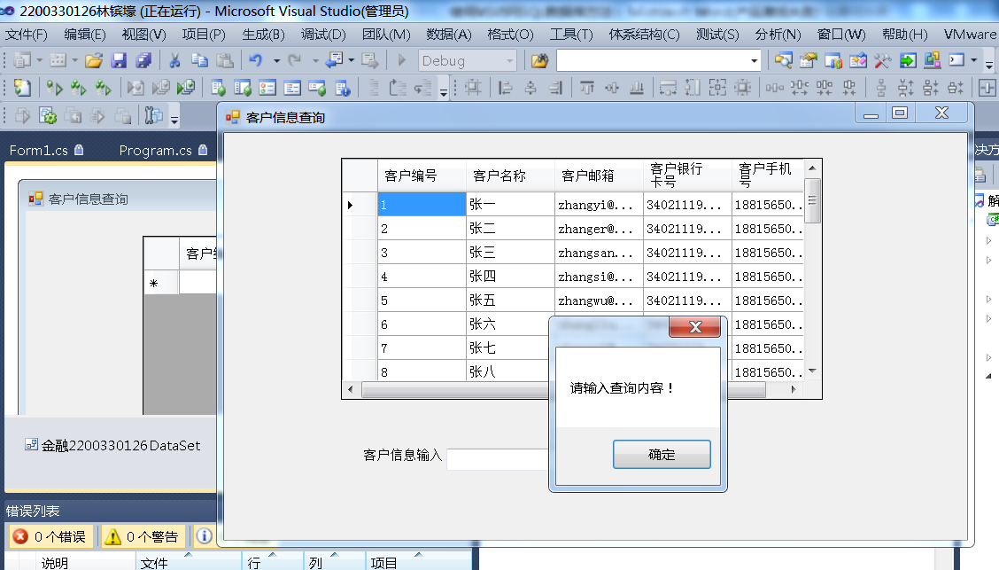 2200330126林镔壕 (正在运行) - Microsoft Visual Studio(管理员)
文件(F) 编辑(E) 视图(V) 项目(P) 生成(B) 调试(D) 团队(M) 数据(A) 格式(O) 工具(T) 体系结构(C) 测试(S) 分析(N) 窗口(W) 帮助(H) VMware
Debug
客户信息查询
Form1.cs Program.cs
客户信息查询
客户编
*
客户编号 客户名称 客户邮箱 客户银行卡号 客户手机号
1 张一 zhangyi@... 34021119... 18815650..
2 张二 zhanger@... 34021119... 18815650..
3 张三 zhangsan... 34021119... 18815650..
4 张四 zhangsi@... 34021119... 18815650..
5 张五 zhangwu@... 34021119... 18815650..
6 张六 18815650..
7 张七 18815650..
8 张八 18815650..
请输入查询内容！
确定
客户信息输入
金融2200330126DataSet
错误列表
0 个错误 0 个警告
说明 文件 行 列 项目
决方
解